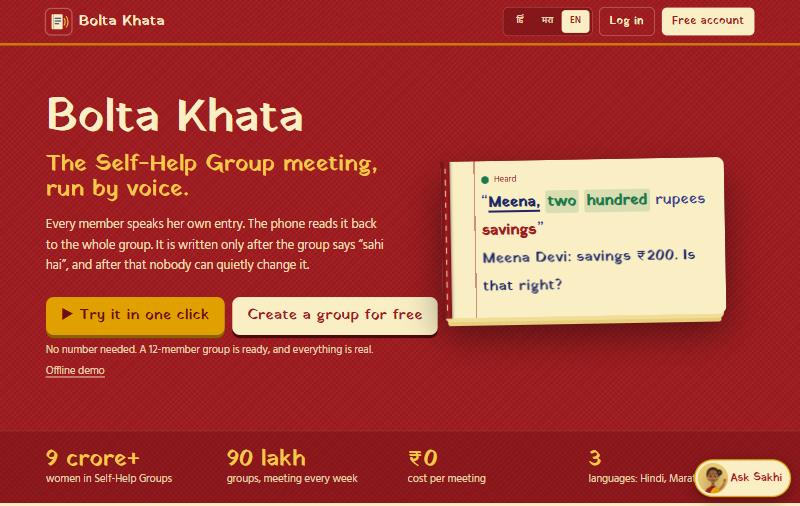 Bolta Khata
हिं
मरा
EN
Log in
Free account
Bolta Khata
The Self-Help Group meeting,
run by voice.
Every member speaks her own entry. The phone reads it back
to the whole group. It is written only after the group says “sahi
hai”, and after that nobody can quietly change it.
▶ Try it in one click
Create a group for free
No number needed. A 12-member group is ready, and everything is real.
Offline demo
Heard
“Meena, two hundred rupees
savings”
Meena Devi: savings ₹200. Is
that right?
9 crore+
women in Self-Help Groups
90 lakh
groups, meeting every week
₹0
cost per meeting
3
languages: Hindi,
Ask Sakhi